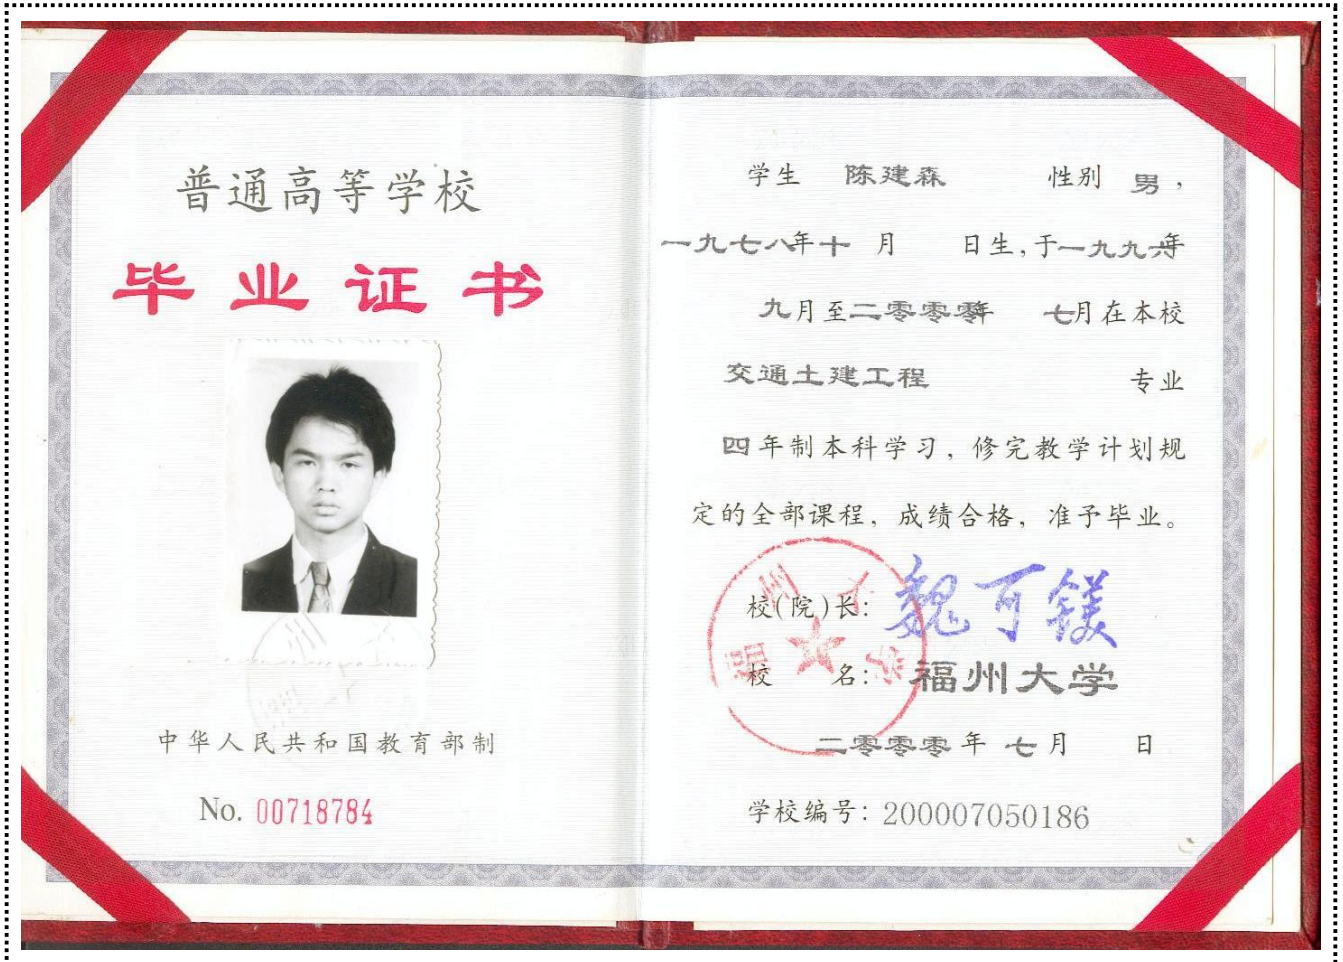 普通高等学校
毕业证书
中华人民共和国教育部制
No. 00718784
学生 陈建森 性别 男,
一九七八年十 月 日生,于一九九六年
九月至二零零零年 七月在本校
交通土建工程 专业
四年制本科学习, 修完教学计划规
定的全部课程, 成绩合格, 准予毕业。
校(院)长: 魏可镁
校 名: 福州大学
福州大学
二零零零 年 七 月 日
学校编号: 200007050186